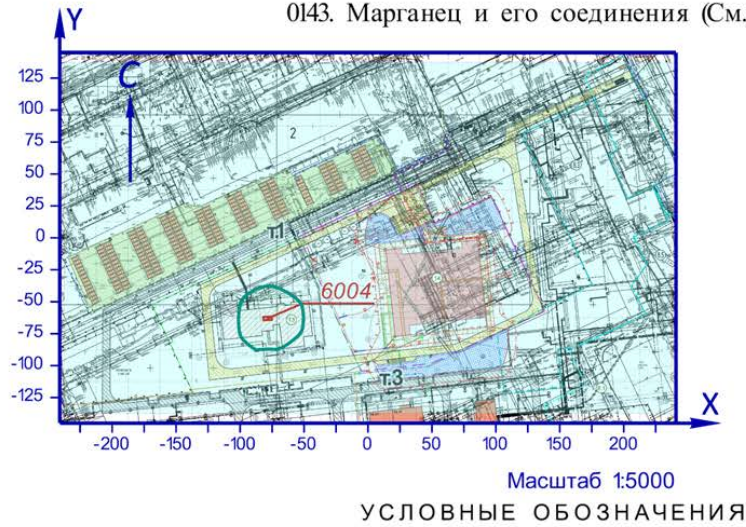 0143. Марганец и его соединения (См.
Y
125
С
100
2
75
50
25
т.1
0
-25
6004
-50
-75
-100
т.3
-125
X
-200 -150 -100 -50 0 50 100 150 200
Масштаб 1:5000
УСЛОВНЫЕ ОБОЗНАЧЕНИЯ